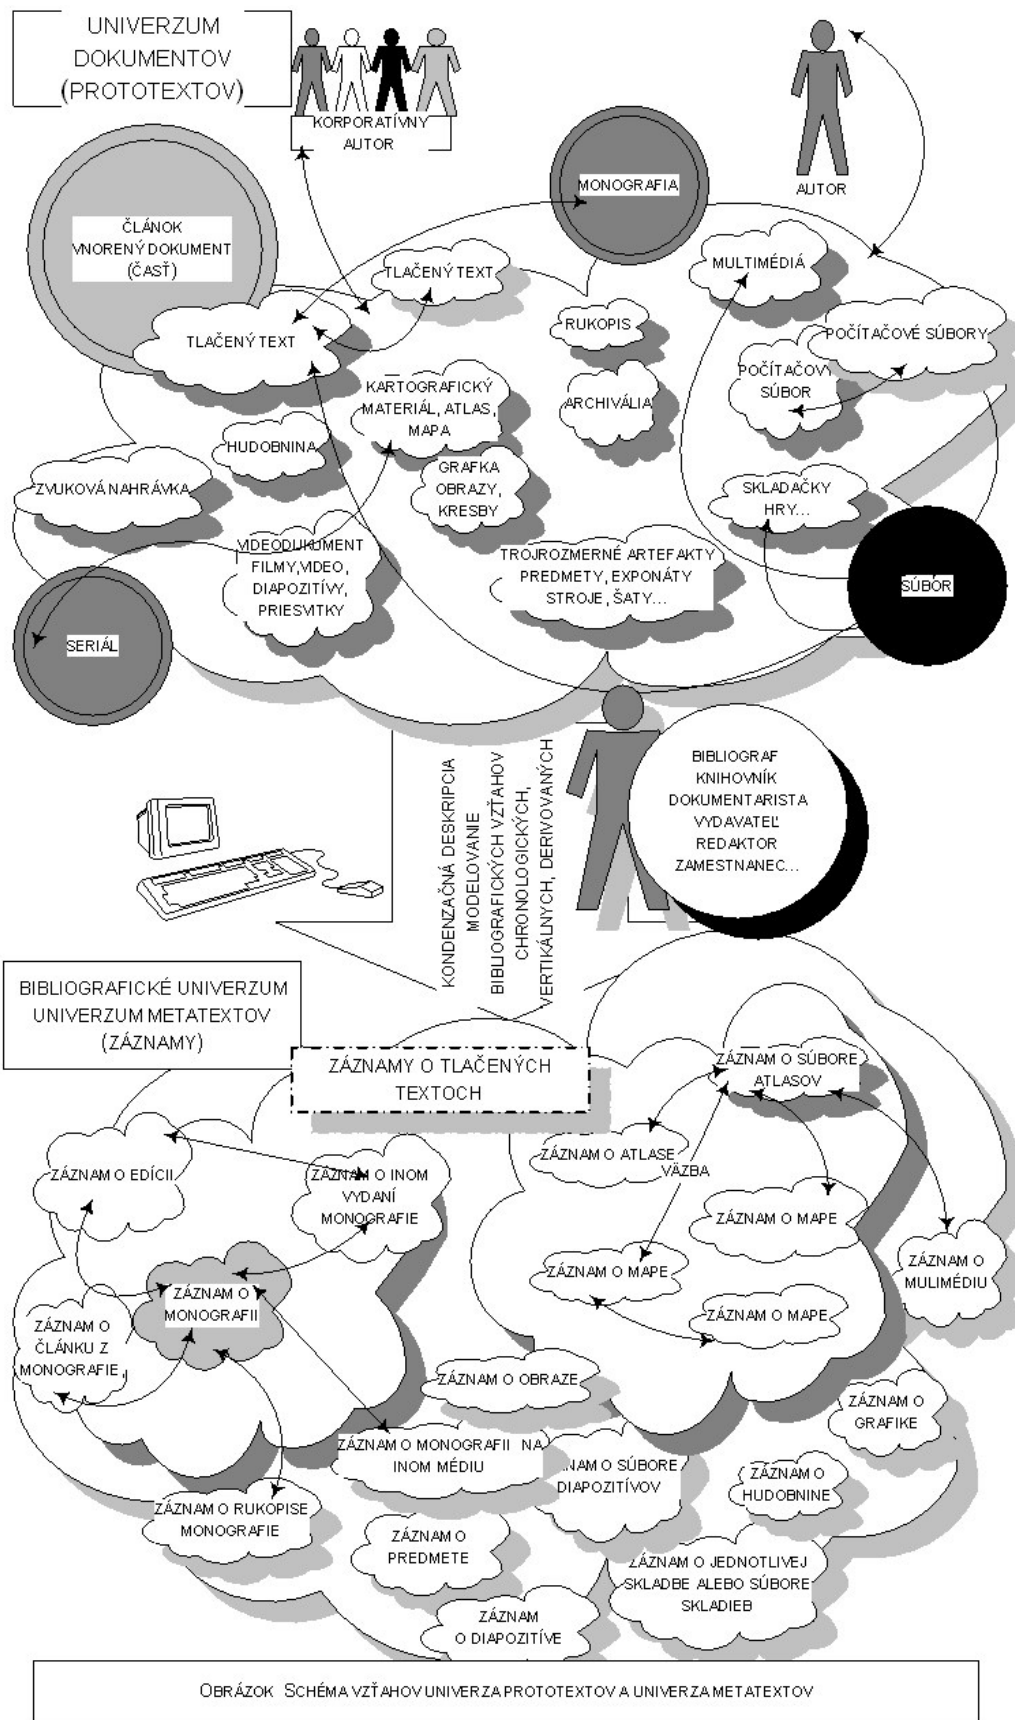 UNIVERZUM
DOKUMENTOV
(PROTOTEXTOV)
KORPORATÍVNY
AUTOR
AUTOR
MONOGRAFIA
ČLÁNOK
VNORENÝ DOKUMENT
(ČASŤ)
TLAČENÝ TEXT
MULTIMÉDIÁ
TLAČENÝ TEXT
RUKOPIS
POČÍTAČOVÉ SÚBORY
POČÍTAČOVÝ
SÚBOR
KARTOGRAFICKÝ
MATERIÁL, ATLAS,
MAPA
ARCHIVÁLIA
HUDOBNINA
GRAFKA
OBRAZY,
KRESBY
ZVUKOVÁ NAHRÁVKA
SKLADAČKY
HRY...
VIDEODUKUMENT
FILMY,VIDEO,
DIAPOZITÍVY,
PRIESVITKY
TROJROZMERNÉ ARTEFAKTY
PREDMETY, EXPONÁTY
STROJE, ŠATY...
SÚBOR
SERIÁL
KONDENZAČNÁ DESKRIPCIA
MODELOVANIE
BIBLIOGRAFICKÝCH VZŤAHOV
CHRONOLOGICKÝCH,
VERTIKÁLNYCH, DERIVOVANÝCH
BIBLIOGRAF
KNIHOVNÍK
DOKUMENTARISTA
VYDAVATEĽ
REDAKTOR
ZAMESTNANEC...
BIBLIOGRAFICKÉ UNIVERZUM
UNIVERZUM METATEXTOV
(ZÁZNAMY)
ZÁZNAMY O TLAČENÝCH
TEXTOCH
ZÁZNAM O SÚBORE
ATLASOV
ZÁZNAM O ATLASE
VÄZBA
ZÁZNAM O EDÍCII
ZÁZNAM O INOM
VYDANÍ
MONOGRAFIE
ZÁZNAM O MAPE
ZÁZNAM O MAPE
ZÁZNAM O
MULIMÉDIU
ZÁZNAM O
MONOGRAFII
ZÁZNAM O MAPE
ZÁZNAM O
ČLÁNKU Z
MONOGRAFIE,
ZÁZNAM O OBRAZE
ZÁZNAM O
GRAFIKE
ZÁZNAM O MONOGRAFII NA
INOM MÉDIU
NAM O SÚBORE
DIAPOZITÍVOV
ZÁZNAM O
HUDOBNINE
ZÁZNAM O RUKOPISE
MONOGRAFIE
ZÁZNAM O
PREDMETE
ZÁZNAM O JEDNOTLIVEJ
SKLADBE ALEBO SÚBORE
SKLADIEB
ZÁZNAM
O DIAPOZITÍVE
OBRÁZOK SCHÉMA VZŤAHOV UNIVERZA PROTOTEXTOV A UNIVERZA METATEXTOV